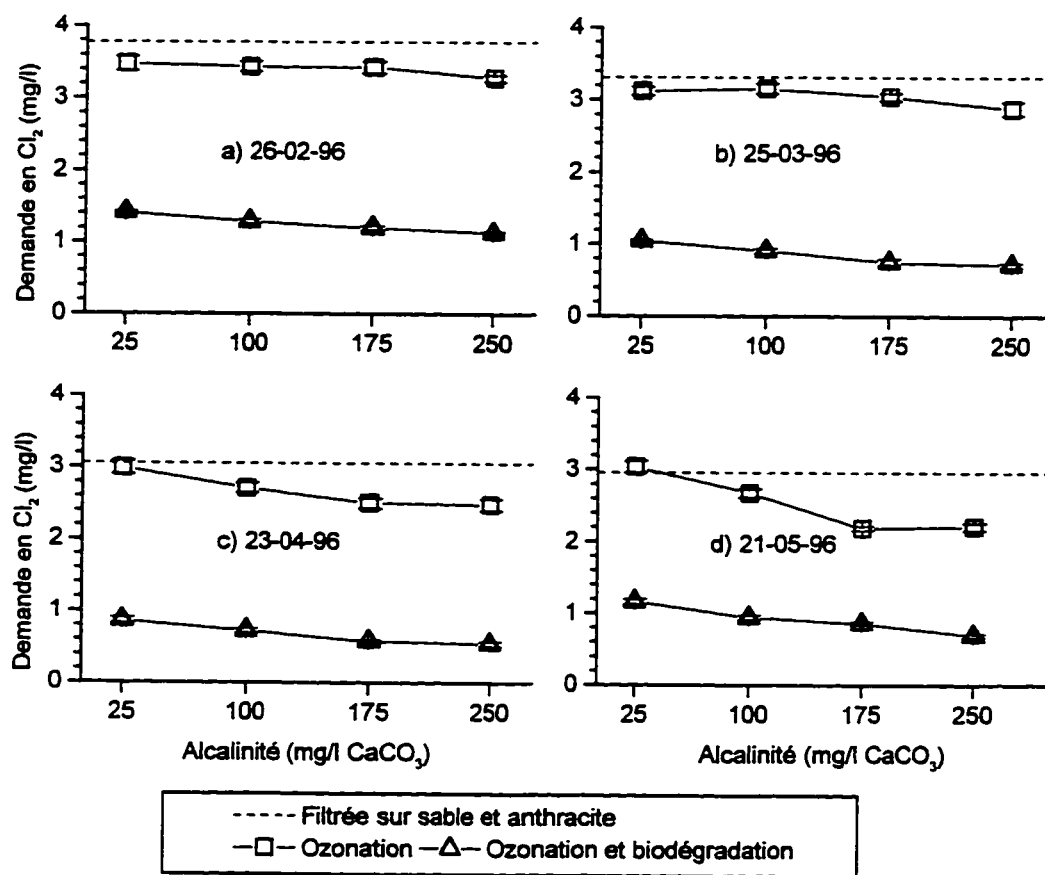 4
3
2
1
0
Demande en Cl₂ (mg/l)
a) 26-02-96
25 100 175 250
4
3
2
1
0
b) 25-03-96
25 100 175 250
4
3
2
1
0
Demande en Cl₂ (mg/l)
c) 23-04-96
25 100 175 250
Alcalinité (mg/l CaCO₃)
4
3
2
1
0
d) 21-05-96
25 100 175 250
Alcalinité (mg/l CaCO₃)
Filtrée sur sable et anthracite
Ozonation Ozonation et biodégradation